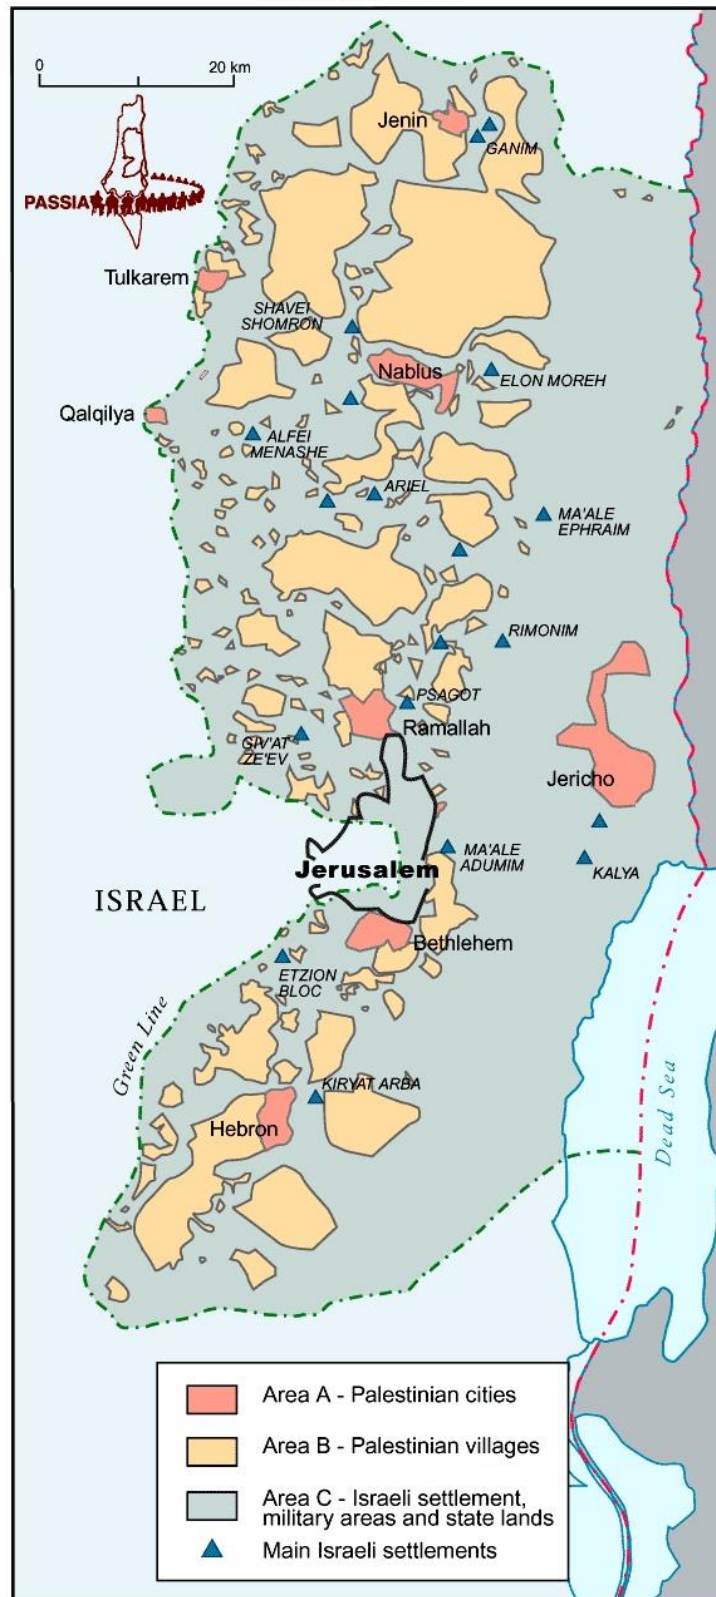 0 20 km
PASSIA
Jenin
GANIM
Tulkarem
SHAVEI
SHOMRON
Nablus
ELON MOREH
Qalqilya
ALFEI
MENASHE
ARIEL
MA'ALE
EPHRAIM
RIMONIM
PSAGOT
Ramallah
GIV'AT
ZE'EV
Jericho
Jerusalem
MA'ALE
ADUMIM
KALYA
ISRAEL
Bethlehem
ETZION
BLOC
Green Line
KIRYAT ARBA
Hebron
Dead Sea
Area A - Palestinian cities
Area B - Palestinian villages
Area C - Israeli settlement,
military areas and state lands
Main Israeli settlements